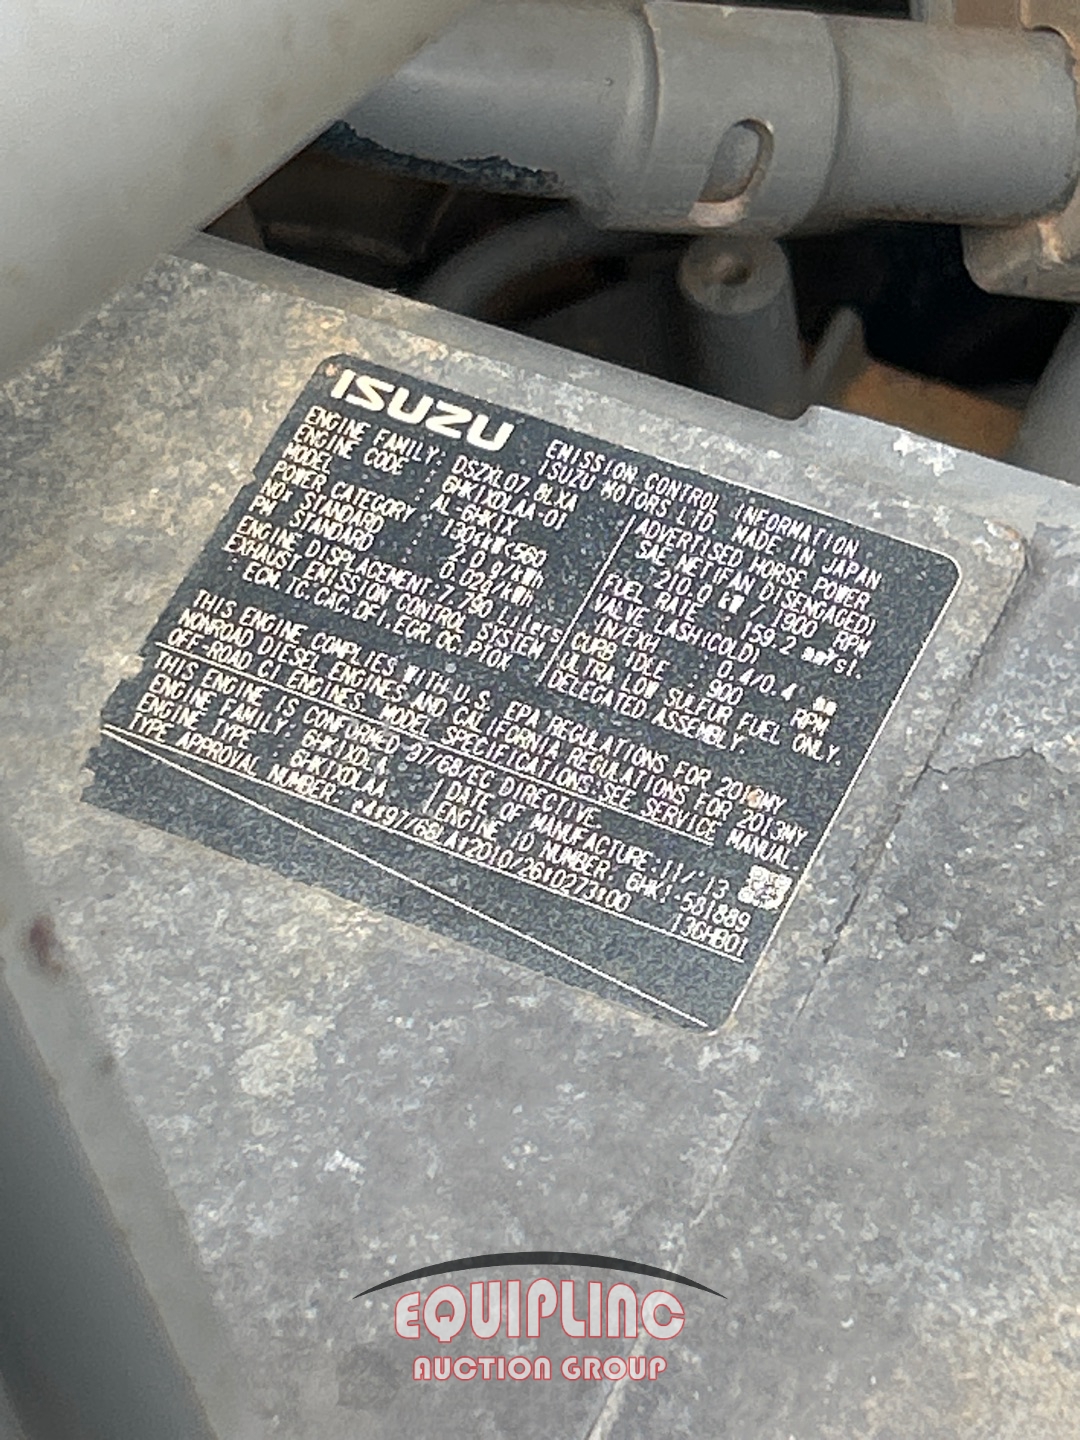 ISUZU
EMISSION CONTROL INFORMATION
ISUZU MOTORS LTD. MADE IN JAPAN
ENGINE FAMILY: DSZXL07.8LXA
ENGINE CODE : 6HK1XDLAA-01
MODEL : AL-6HK1X
POWER CATEGORY : 130≤kW≤560
NOx STANDARD : 2.0g/kWh
PM STANDARD : 0.02g/kWh
ENGINE DISPLACEMENT:7.790 Liters
EXHAUST EMISSION CONTROL SYSTEM
: ECM,TC,CAC,DFI,EGR,OC,PTOX
ADVERTISED HORSE POWER
SAE NET(FAN DISENGAGED)
210.0 kW / 1900 RPM
FUEL RATE : 159.2 mm³/st.
VALVE LASH(COLD)
IN/EXH : 0.4/0.4 mm
CURB IDLE : 900 RPM
ULTRA LOW SULFUR FUEL ONLY.
DELEGATED ASSEMBLY.
THIS ENGINE COMPLIES WITH U.S. EPA REGULATIONS FOR 2013MY
NONROAD DIESEL ENGINES AND CALIFORNIA REGULATIONS FOR 2013MY
OFF-ROAD CI ENGINES. MODEL SPECIFICATIONS:SEE SERVICE MANUAL.
THIS ENGINE IS CONFORMED 97/68/EC DIRECTIVE.
ENGINE FAMILY: 6HK1XDLA
ENGINE TYPE : 6HK1XDLAA
DATE OF MANUFACTURE:11/'13
ENGINE ID NUMBER. 6HK1-581889
TYPE APPROVAL NUMBER: e4*97/68LA*2010/26*0273*00
13GHB01
EQUIPLINC
AUCTION GROUP